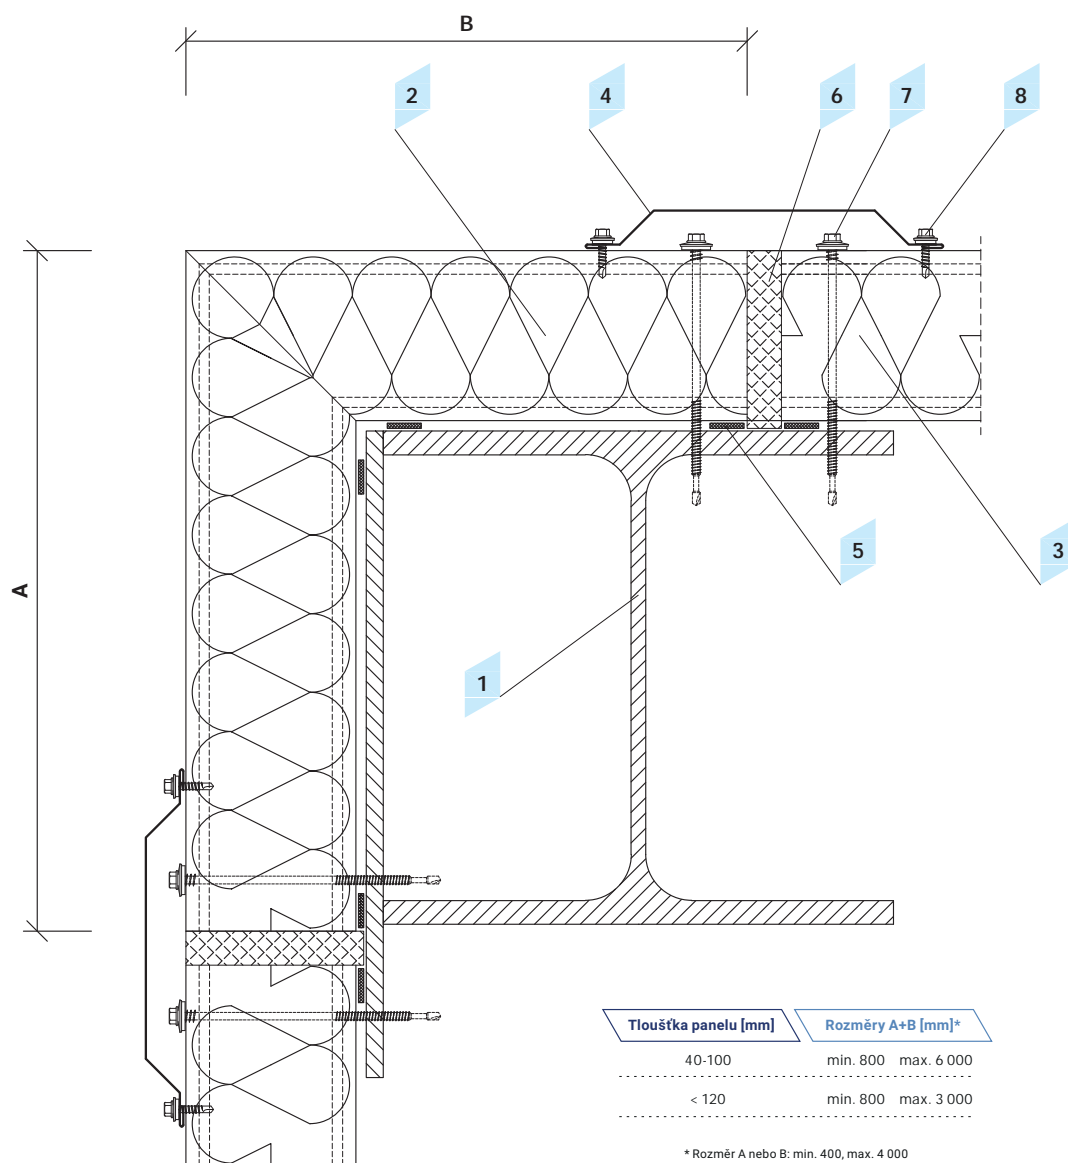 B
2
4
6
7
8
A
5
3
1
Tloušťka panelu [mm] Rozměry A+B [mm]*
40-100 min. 800 max. 6 000
< 120 min. 800 max. 3 000
* Rozměr A nebo B: min. 400, max. 4 000